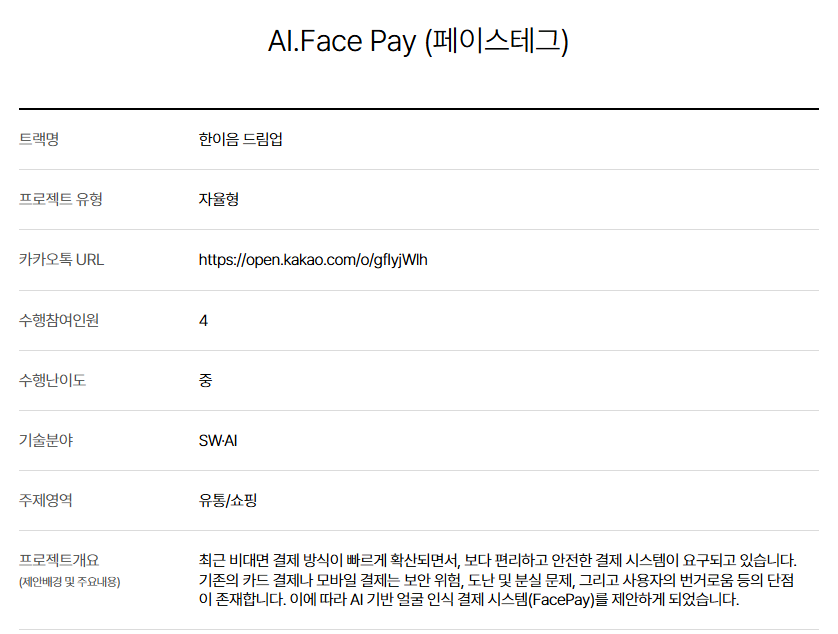 AI.Face Pay (페이스테그)
트랙명 한이음 드림업
프로젝트 유형 자율형
카카오톡 URL https://open.kakao.com/o/gflyjWlh
수행참여인원 4
수행난이도 중
기술분야 SW·AI
주제영역 유통/쇼핑
프로젝트개요 최근 비대면 결제 방식이 빠르게 확산되면서, 보다 편리하고 안전한 결제 시스템이 요구되고 있습니다.
(제안배경 및 주요내용) 기존의 카드 결제나 모바일 결제는 보안 위험, 도난 및 분실 문제, 그리고 사용자의 번거로움 등의 단점
이 존재합니다. 이에 따라 AI 기반 얼굴 인식 결제 시스템(FacePay)를 제안하게 되었습니다.